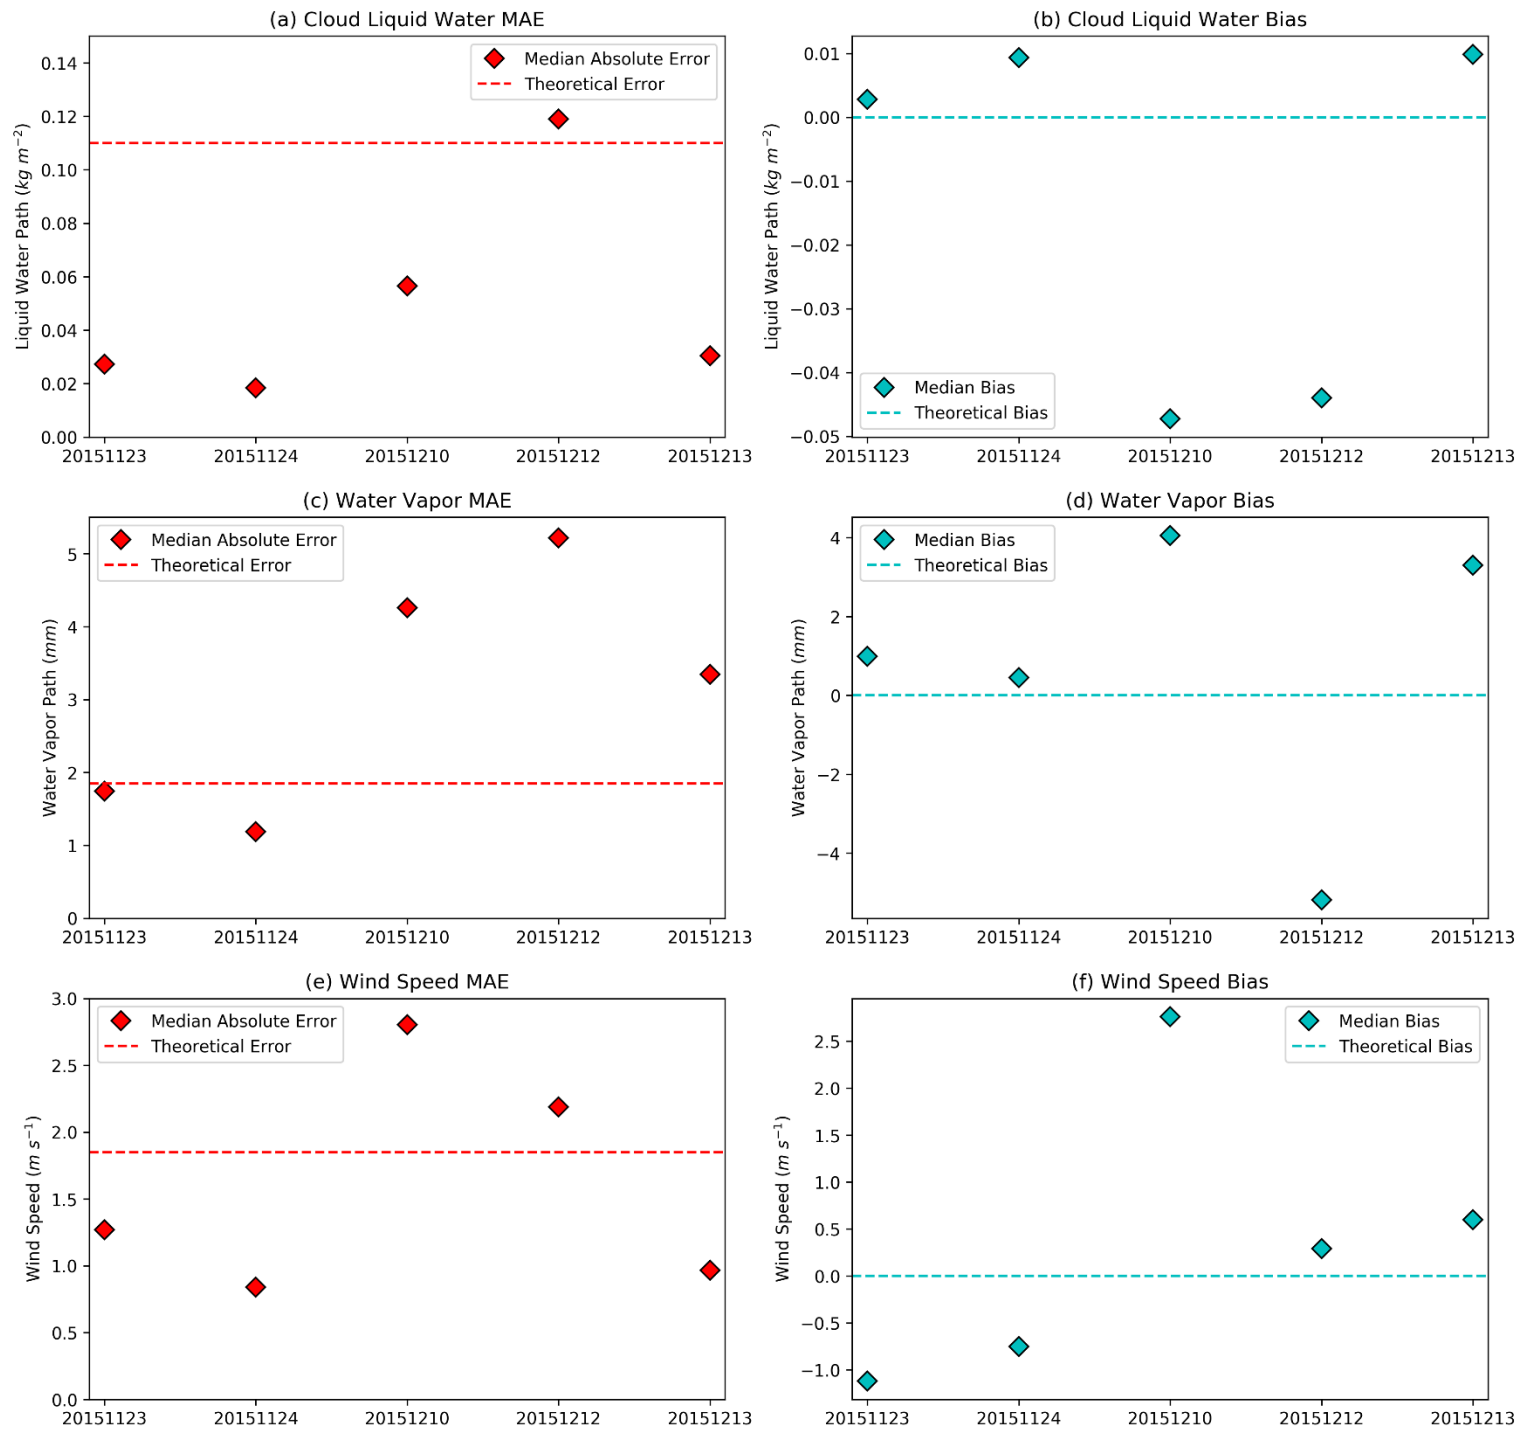 (a) Cloud Liquid Water MAE
Liquid Water Path (kg m⁻²)
0.14
0.12
0.10
0.08
0.06
0.04
0.02
0.00
Median Absolute Error
Theoretical Error
20151123 20151124 20151210 20151212 20151213
(b) Cloud Liquid Water Bias
Liquid Water Path (kg m⁻²)
0.01
0.00
−0.01
−0.02
−0.03
−0.04
−0.05
Median Bias
Theoretical Bias
20151123 20151124 20151210 20151212 20151213
(c) Water Vapor MAE
Water Vapor Path (mm)
5
4
3
2
1
0
Median Absolute Error
Theoretical Error
20151123 20151124 20151210 20151212 20151213
(d) Water Vapor Bias
Water Vapor Path (mm)
4
2
0
−2
−4
Median Bias
Theoretical Bias
20151123 20151124 20151210 20151212 20151213
(e) Wind Speed MAE
Wind Speed (m s⁻¹)
3.0
2.5
2.0
1.5
1.0
0.5
0.0
Median Absolute Error
Theoretical Error
20151123 20151124 20151210 20151212 20151213
(f) Wind Speed Bias
Wind Speed (m s⁻¹)
2.5
2.0
1.5
1.0
0.5
0.0
−0.5
−1.0
Median Bias
Theoretical Bias
20151123 20151124 20151210 20151212 20151213